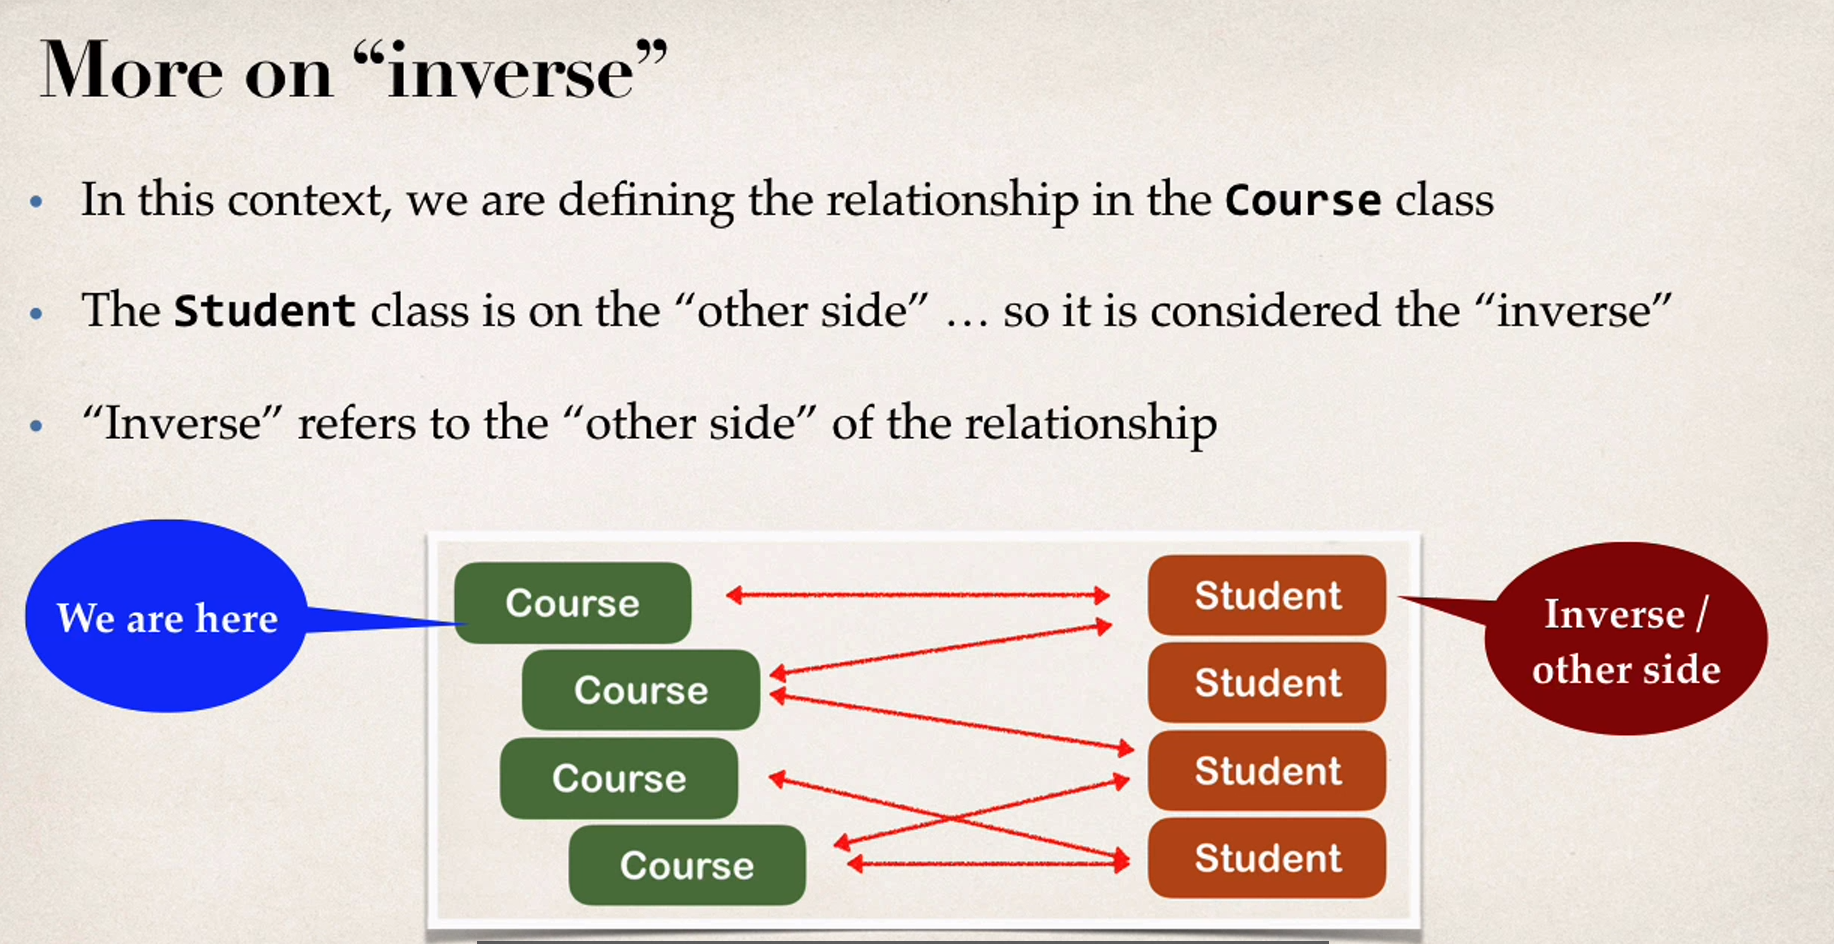 More on “inverse”
• In this context, we are defining the relationship in the Course class
• The Student class is on the “other side” … so it is considered the “inverse”
• “Inverse” refers to the “other side” of the relationship
We are here
Course
Course
Course
Course
Student
Student
Student
Student
Inverse /
other side